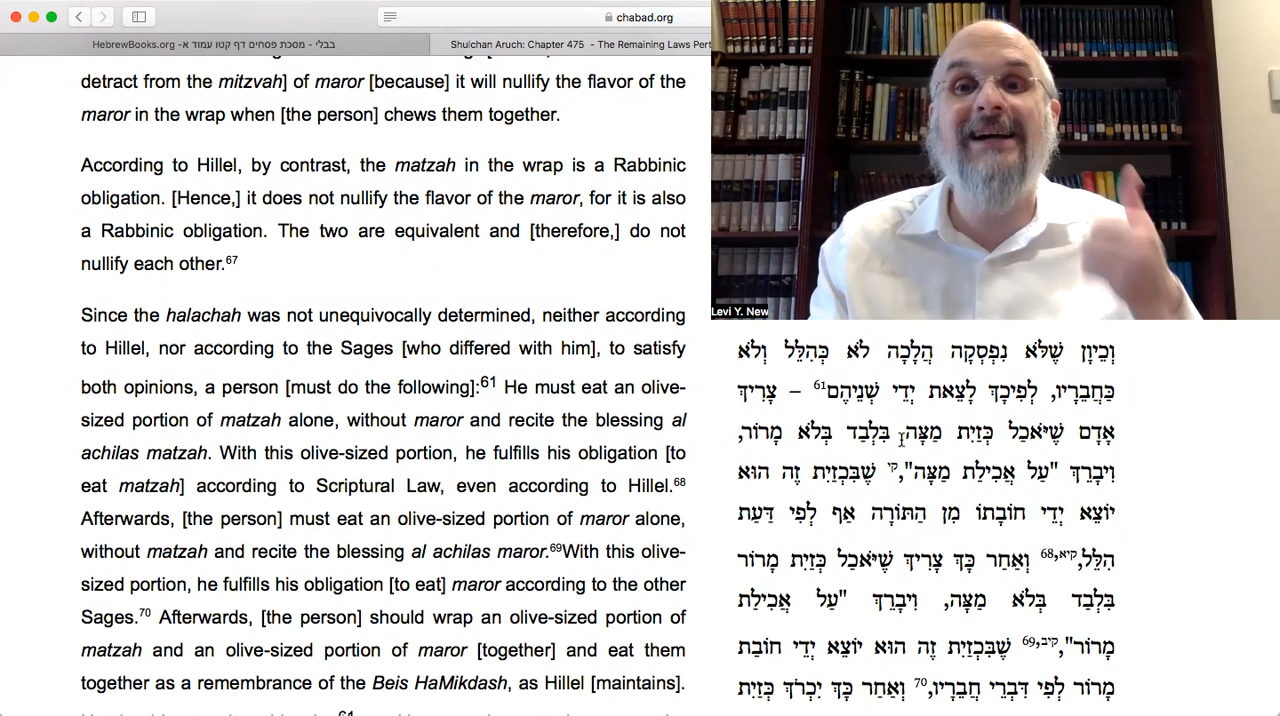 chabad.org
HebrewBooks.org -בבלי - מסכת פסחים דף קטו עמוד א
Shulchan Aruch: Chapter 475 - The Remaining Laws Pert
detract from the mitzvah] of maror [because] it will nullify the flavor of the
maror in the wrap when [the person] chews them together.
According to Hillel, by contrast, the matzah in the wrap is a Rabbinic
obligation. [Hence,] it does not nullify the flavor of the maror, for it is also
a Rabbinic obligation. The two are equivalent and [therefore,] do not
nullify each other.67
Since the halachah was not unequivocally determined, neither according
to Hillel, nor according to the Sages [who differed with him], to satisfy
both opinions, a person [must do the following]:61 He must eat an olive-
sized portion of matzah alone, without maror and recite the blessing al
achilas matzah. With this olive-sized portion, he fulfills his obligation [to
eat matzah] according to Scriptural Law, even according to Hillel.68
Afterwards, [the person] must eat an olive-sized portion of maror alone,
without matzah and recite the blessing al achilas maror.69With this olive-
sized portion, he fulfills his obligation [to eat] maror according to the other
Sages.70 Afterwards, [the person] should wrap an olive-sized portion of
matzah and an olive-sized portion of maror [together] and eat them
together as a remembrance of the Beis HaMikdash, as Hillel [maintains].
61
Levi Y. New
וְכֵיוָן שֶׁלֹּא נִפְסְקָה הֲלָכָה לֹא כְּהִלֵּל וְלֹא
כַּחֲבֵרָיו, לְפִיכָךְ לָצֵאת יְדֵי שְׁנֵיהֶם61 – צָרִיךְ
אָדָם שֶׁיֹּאכַל כְּזַיִת מַצָּה בִּלְבַד בְּלֹא מָרוֹר,
וִיבָרֵךְ "עַל אֲכִילַת מַצָּה",קי שֶׁבִּכְזַיִת זֶה הוּא
יוֹצֵא יְדֵי חוֹבָתוֹ מִן הַתּוֹרָה אַף לְפִי דַּעַת
הִלֵּל,קיא,68 וְאַחַר כָּךְ צָרִיךְ שֶׁיֹּאכַל כְּזַיִת מָרוֹר
בִּלְבַד בְּלֹא מַצָּה, וִיבָרֵךְ "עַל אֲכִילַת
מָרוֹר",קיב,69 שֶׁבִּכְזַיִת זֶה הוּא יוֹצֵא יְדֵי חוֹבַת
מָרוֹר לְפִי דִּבְרֵי חֲבֵרָיו,70 וְאַחַר כָּךְ יִכְרֹךְ כְּזַיִת